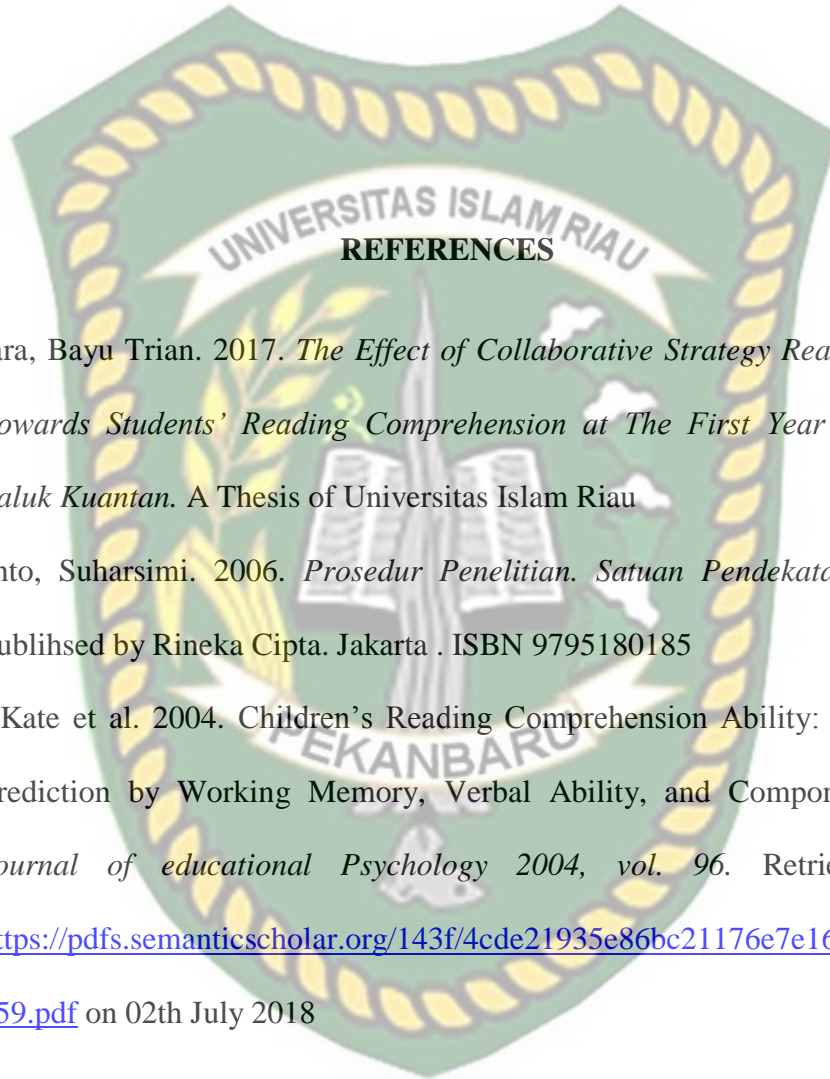 UNIVERSITAS ISLAM RIAU
REFERENCES
ara, Bayu Trian. 2017. The Effect of Collaborative Strategy Rea
owards Students’ Reading Comprehension at The First Year
aluk Kuantan. A Thesis of Universitas Islam Riau
nto, Suharsimi. 2006. Prosedur Penelitian. Satuan Pendekata
ublihsed by Rineka Cipta. Jakarta . ISBN 9795180185
Kate et al. 2004. Children’s Reading Comprehension Ability:
rediction by Working Memory, Verbal Ability, and Compor
ournal of educational Psychology 2004, vol. 96. Retrie
PEKANBARU
ttps://pdfs.semanticscholar.org/143f/4cde21935e86bc21176e7e16
59.pdf on 02th July 2018